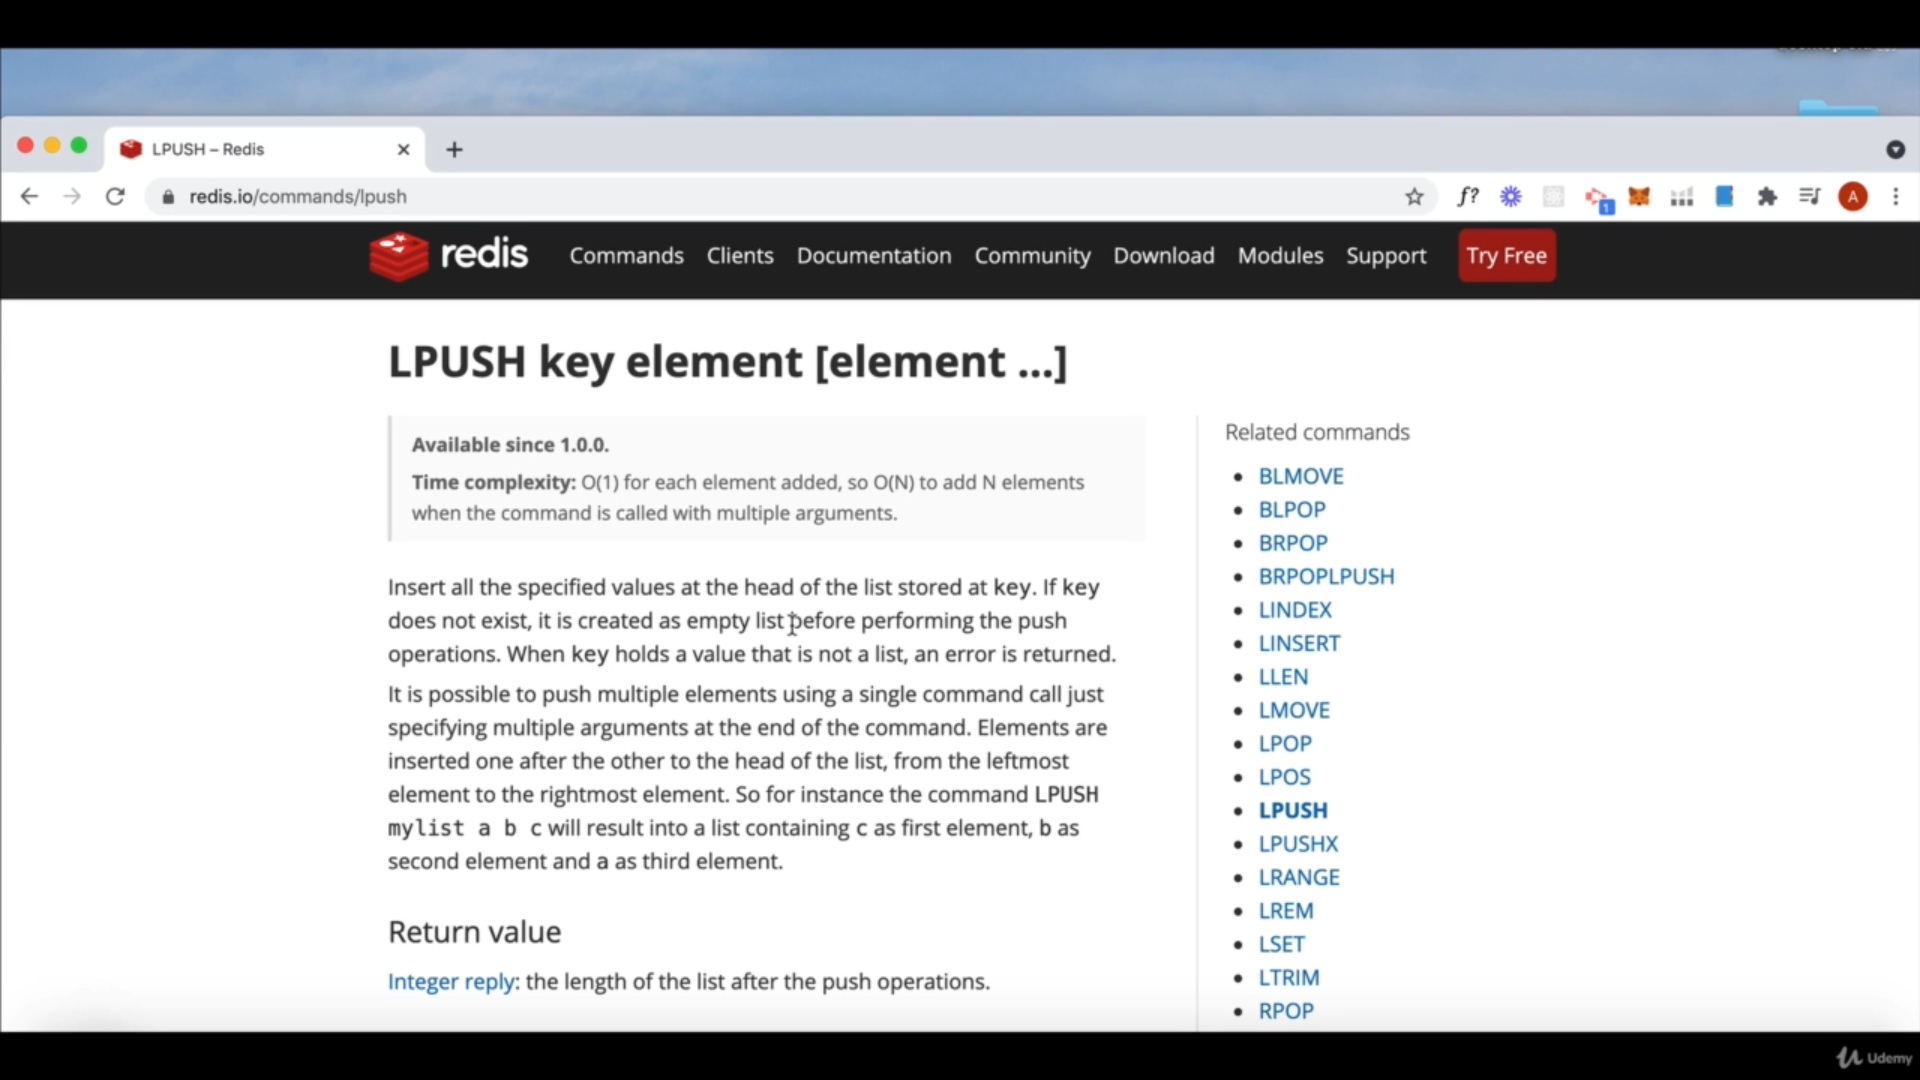 LPUSH – Redis
redis.io/commands/lpush
f?
1
A
redis
Commands Clients Documentation Community Download Modules Support Try Free
LPUSH key element [element ...]
Available since 1.0.0.
Time complexity: O(1) for each element added, so O(N) to add N elements
when the command is called with multiple arguments.
Insert all the specified values at the head of the list stored at key. If key
does not exist, it is created as empty list before performing the push
operations. When key holds a value that is not a list, an error is returned.
It is possible to push multiple elements using a single command call just
specifying multiple arguments at the end of the command. Elements are
inserted one after the other to the head of the list, from the leftmost
element to the rightmost element. So for instance the command LPUSH
mylist a b c will result into a list containing c as first element, b as
second element and a as third element.
Return value
Integer reply: the length of the list after the push operations.
Related commands
BLMOVE
BLPOP
BRPOP
BRPOPLPUSH
LINDEX
LINSERT
LLEN
LMOVE
LPOP
LPOS
LPUSH
LPUSHX
LRANGE
LREM
LSET
LTRIM
RPOP
Udemy